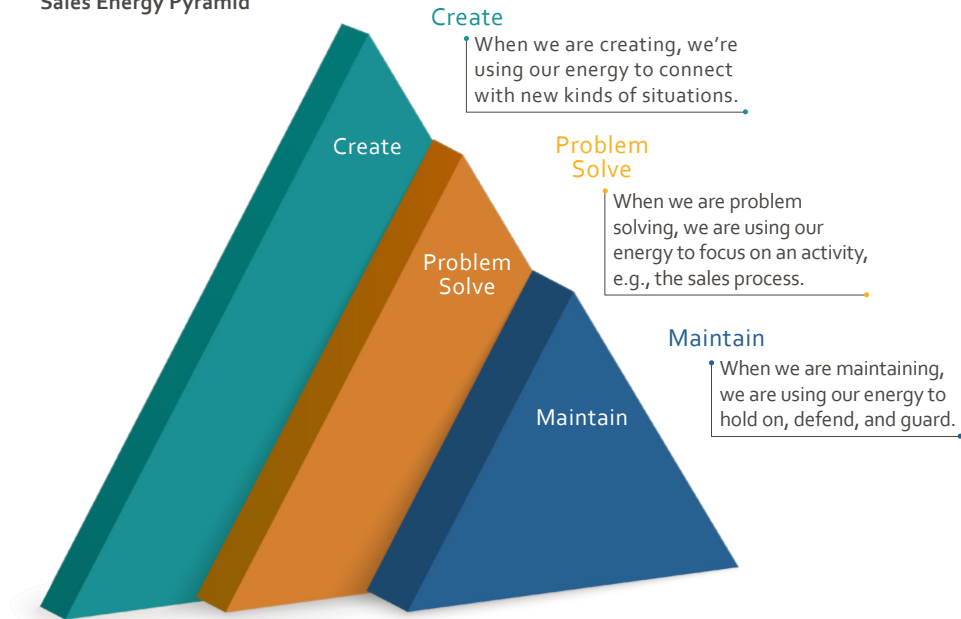 Sales Energy Pyramid
Create
When we are creating, we’re
using our energy to connect
with new kinds of situations.
Create
Problem
Solve
When we are problem
solving, we are using our
energy to focus on an activity,
e.g., the sales process.
Problem
Solve
Maintain
When we are maintaining,
we are using our energy to
hold on, defend, and guard.
Maintain